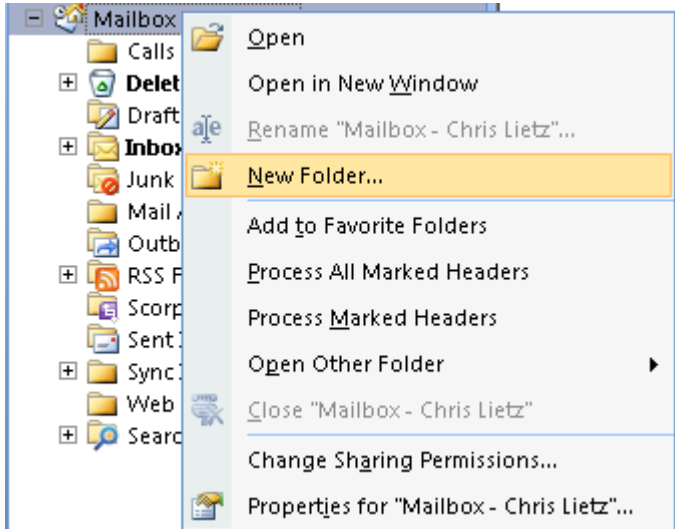 Mailbox
Calls
Delet
Draft
Inbox
Junk
Mail
Outb
RSS F
Scorp
Sent
Sync
Web
Searc
Open
Open in New Window
Rename "Mailbox - Chris Lietz"...
New Folder...
Add to Favorite Folders
Process All Marked Headers
Process Marked Headers
Open Other Folder
Close "Mailbox - Chris Lietz"
Change Sharing Permissions...
Properties for "Mailbox - Chris Lietz"...